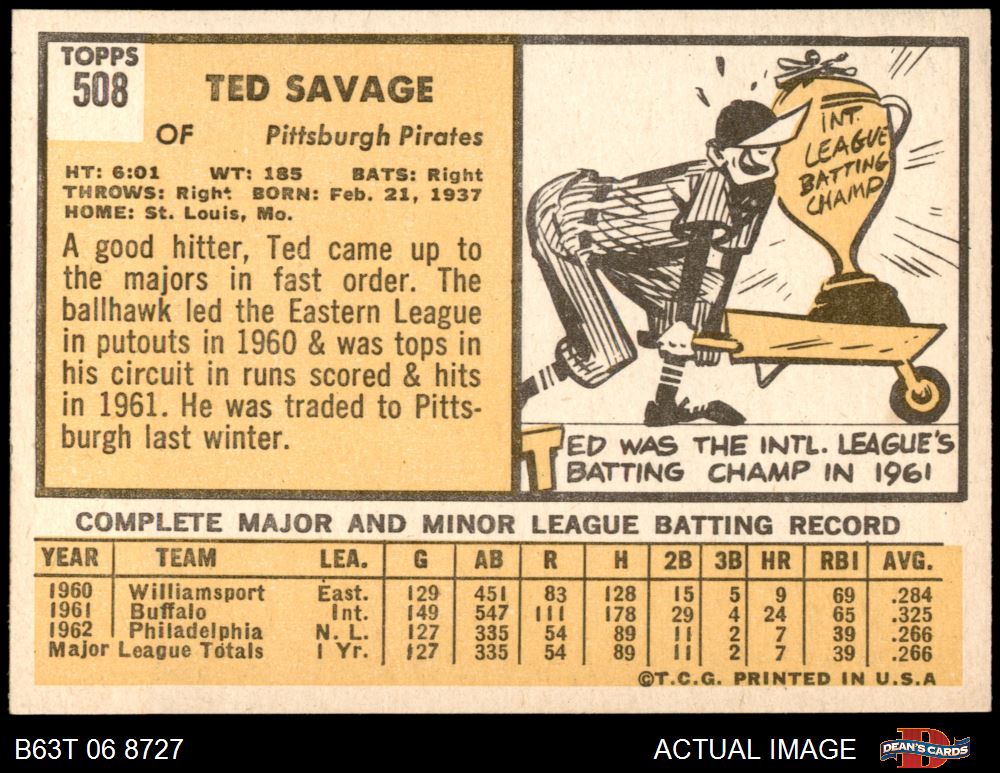 TOPPS
508
TED SAVAGE
OF Pittsburgh Pirates
HT: 6:01 WT: 185 BATS: Right
THROWS: Right BORN: Feb. 21, 1937
HOME: St. Louis, Mo.
A good hitter, Ted came up to
the majors in fast order. The
ballhawk led the Eastern League
in putouts in 1960 & was tops in
his circuit in runs scored & hits
in 1961. He was traded to Pitts-
burgh last winter.
INT.
LEAGUE
BATTING
CHAMP
TED WAS THE INTL. LEAGUE'S
BATTING CHAMP IN 1961
COMPLETE MAJOR AND MINOR LEAGUE BATTING RECORD
YEAR TEAM LEA. G AB R H 2B 3B HR RBI AVG.
1960 Williamsport East. 129 451 83 128 15 5 9 69 .284
1961 Buffalo Int. 149 547 111 178 29 4 24 65 .325
1962 Philadelphia N. L. 127 335 54 89 11 2 7 39 .266
Major League Totals 1 Yr. 127 335 54 89 11 2 7 39 .266
©T.C.G. PRINTED IN U.S.A
B63T 06 8727 ACTUAL IMAGE DEAN'S CARDS